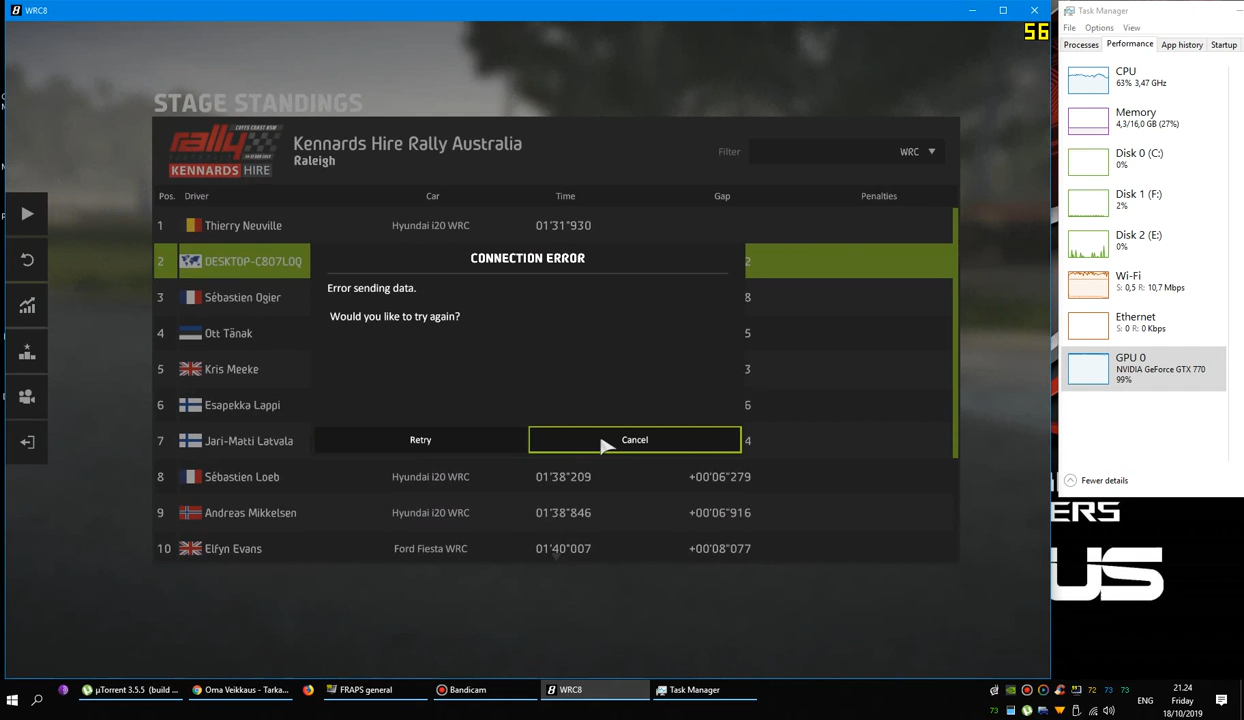 WRC8
56
STAGE STANDINGS
COFFS COAST NSW
rally
KENNARDS HIRE
Kennards Hire Rally Australia
Raleigh
Filter WRC
Pos. Driver Car Time Gap Penalties
1 Thierry Neuville Hyundai i20 WRC 01'31"930
2 DESKTOP-C807LOQ 2
3 Sébastien Ogier 8
4 Ott Tänak 5
5 Kris Meeke 3
6 Esapekka Lappi 6
7 Jari-Matti Latvala 4
8 Sébastien Loeb Hyundai i20 WRC 01'38"209 +00'06"279
9 Andreas Mikkelsen Hyundai i20 WRC 01'38"846 +00'06"916
10 Elfyn Evans Ford Fiesta WRC 01'40"007 +00'08"077
CONNECTION ERROR
Error sending data.
Would you like to try again?
Retry Cancel
Task Manager
File Options View
Processes Performance App history Startup
CPU
63% 3,47 GHz
Memory
4,3/16,0 GB (27%)
Disk 0 (C:)
0%
Disk 1 (F:)
2%
Disk 2 (E:)
0%
Wi-Fi
S: 0,5 R: 10,7 Mbps
Ethernet
S: 0 R: 0 Kbps
GPU 0
NVIDIA GeForce GTX 770
99%
Fewer details
ERS
US
µTorrent 3.5.5 (build ... Oma Veikkaus - Tarka... FRAPS general Bandicam WRC8 Task Manager
72 73 73
73
ENG
21.24
Friday
18/10/2019